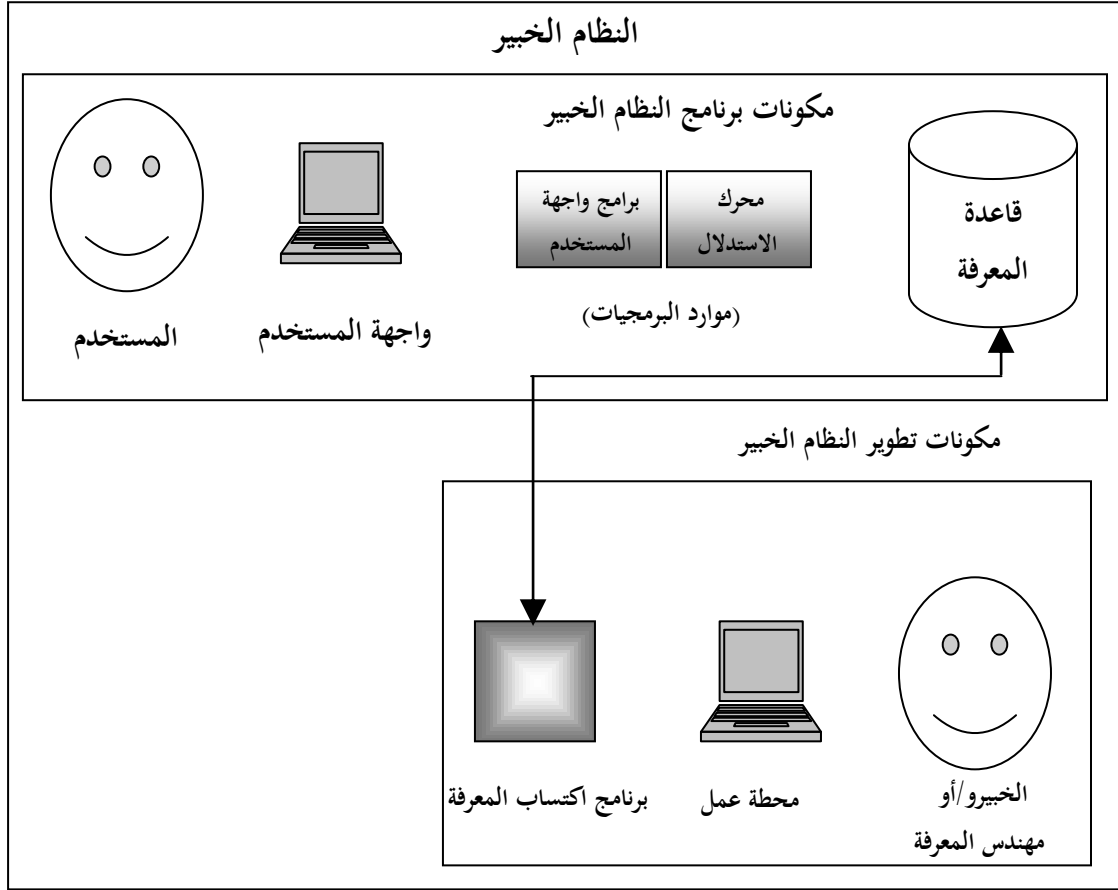 النظام الخبير
مكونات برنامج النظام الخبير
قاعدة
المعرفة
محرك
الاستدلال
برامج واجهة
المستخدم
(موارد البرمجيات)
واجهة المستخدم
المستخدم
مكونات تطوير النظام الخبير
الخبيرو/أو
مهندس المعرفة
محطة عمل
برنامج اكتساب المعرفة